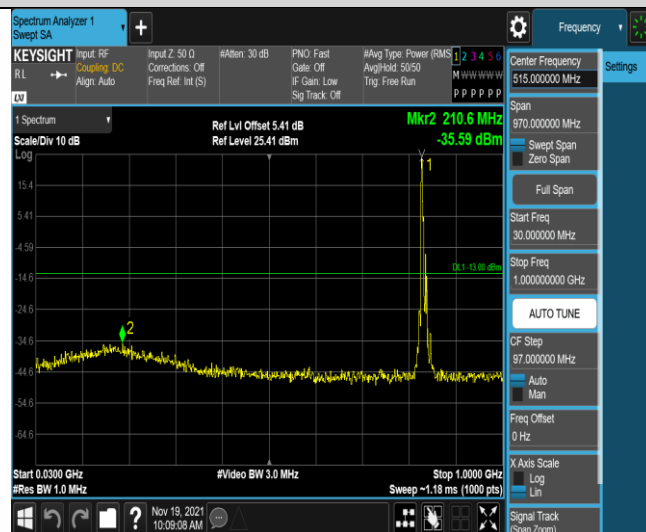 Spectrum Analyzer 1
Swept SA
Frequency
KEYSIGHT
RL
LXI
Input: RF
Coupling: DC
Align: Auto
Input Z: 50 Ω
Corrections: Off
Freq Ref: Int (S)
#Atten: 30 dB
PNO: Fast
Gate: Off
IF Gain: Low
Sig Track: Off
#Avg Type: Power (RMS
Avg|Hold: 50/50
Trig: Free Run
1 2 3 4 5 6
M W W W W W
P P P P P P
1 Spectrum
Scale/Div 10 dB
Log
Ref Lvl Offset 5.41 dB
Ref Level 25.41 dBm
Mkr2 210.6 MHz
-35.59 dBm
15.4
5.41
-4.59
-14.6
-24.6
-34.6
-44.6
-54.6
-64.6
1
DL1 -13.00 dBm
2
Start 0.0300 GHz
#Res BW 1.0 MHz
#Video BW 3.0 MHz
Stop 1.0000 GHz
Sweep ~1.18 ms (1000 pts)
Nov 19, 2021
10:09:08 AM
Center Frequency
515.000000 MHz
Span
970.000000 MHz
Swept Span
Zero Span
Full Span
Start Freq
30.000000 MHz
Stop Freq
1.000000000 GHz
AUTO TUNE
CF Step
97.000000 MHz
Auto
Man
Freq Offset
0 Hz
X Axis Scale
Log
Lin
Signal Track
(Span Zoom)
Settings